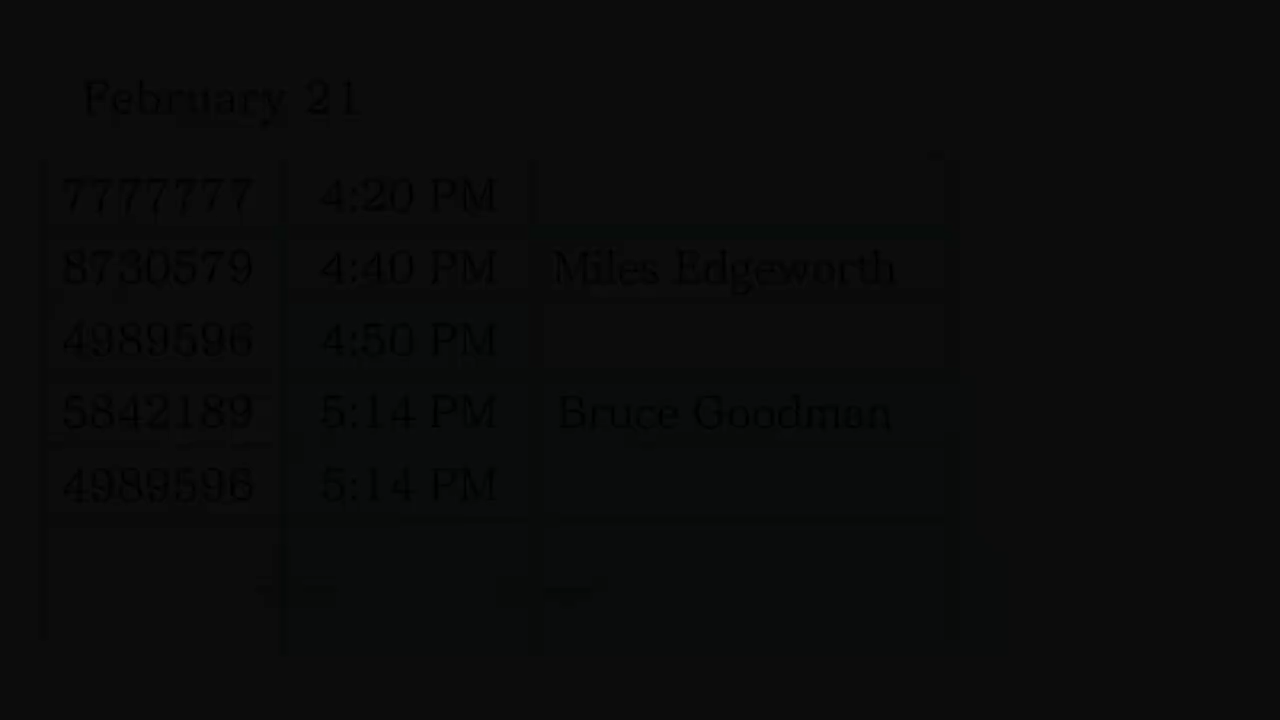 February 21
7777777 4:20 PM
8730579 4:40 PM Miles Edgeworth
4989596 4:50 PM
5842189 5:14 PM Bruce Goodman
4989596 5:14 PM